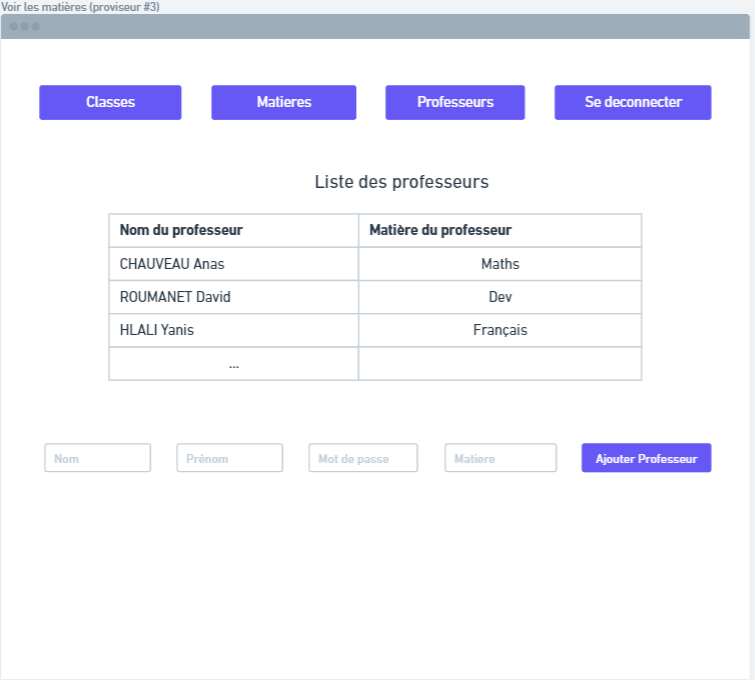 Voir les matières (proviseur #3)
Classes Matieres Professeurs Se deconnecter
Liste des professeurs
Nom du professeur Matière du professeur
CHAUVEAU Anas Maths
ROUMANET David Dev
HLALI Yanis Français
...
Nom Prénom Mot de passe Matiere Ajouter Professeur